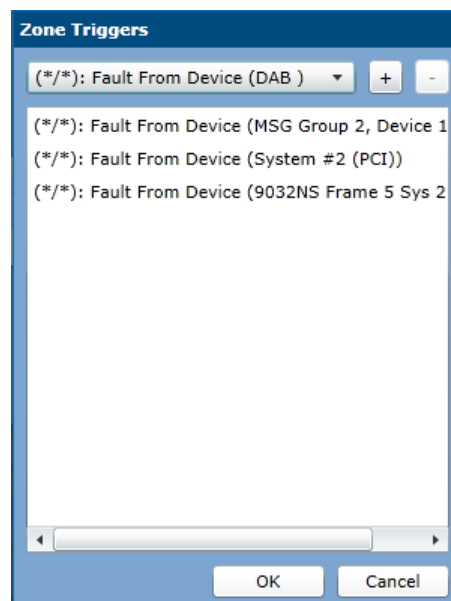 Zone Triggers
(*/*): Fault From Device (DAB )
+
-
(*/*): Fault From Device (MSG Group 2, Device 1
(*/*): Fault From Device (System #2 (PCI))
(*/*): Fault From Device (9032NS Frame 5 Sys 2
OK
Cancel